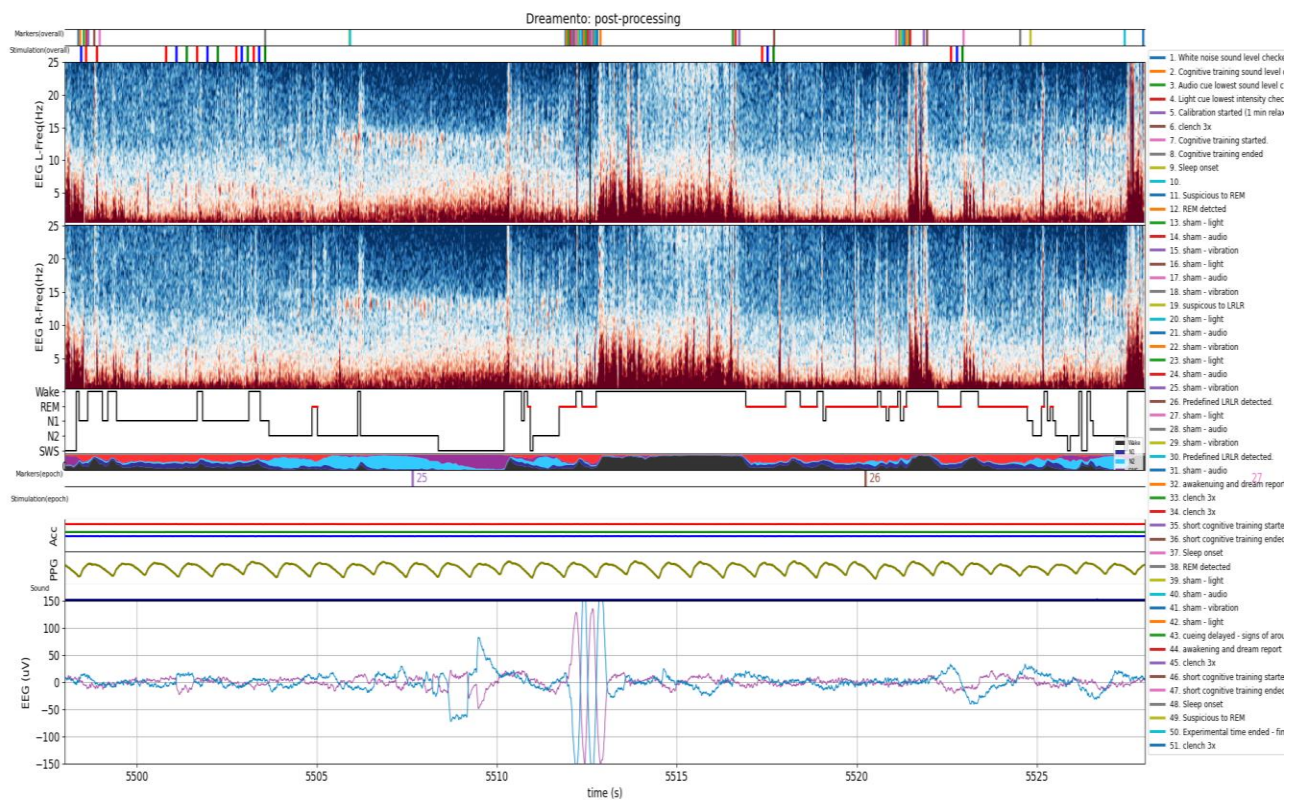 Dreamento: post-processing
Markers(overall)
Stimulation(overall)
25
20
15
10
5
EEG L-Freq(Hz)
25
20
15
10
5
EEG R-Freq(Hz)
Wake
REM
N1
N2
SWS
Wake
N1
N2
Markers(epoch)
25
26
27
Stimulation(epoch)
Acc
PPG
Sound
150
100
50
0
−50
−100
−150
EEG (uV)
5500
5505
5510
5515
5520
5525
time (s)
1. White noise sound level checke
2. Cognitive training sound level
3. Audio cue lowest sound level c
4. Light cue lowest intensity chec
5. Calibration started (1 min relax
6. clench 3x
7. Cognitive training started.
8. Cognitive training ended
9. Sleep onset
10.
11. Suspicious to REM
12. REM detcted
13. sham - light
14. sham - audio
15. sham - vibration
16. sham - light
17. sham - audio
18. sham - vibration
19. suspicous to LRLR
20. sham - light
21. sham - audio
22. sham - vibration
23. sham - light
24. sham - audio
25. sham - vibration
26. Predefined LRLR detected.
27. sham - light
28. sham - audio
29. sham - vibration
30. Predefined LRLR detected.
31. sham - audio
32. awakenuing and dream repor
33. clench 3x
34. clench 3x
35. short cognitive training starte
36. short cognitive training ended
37. Sleep onset
38. REM detected
39. sham - light
40. sham - audio
41. sham - vibration
42. sham - light
43. cueing delayed - signs of arou
44. awakening and dream report
45. clench 3x
46. short cognitive training starte
47. short cognitive training ended
48. Sleep onset
49. Suspicious to REM
50. Experimental time ended - fin
51. clench 3x